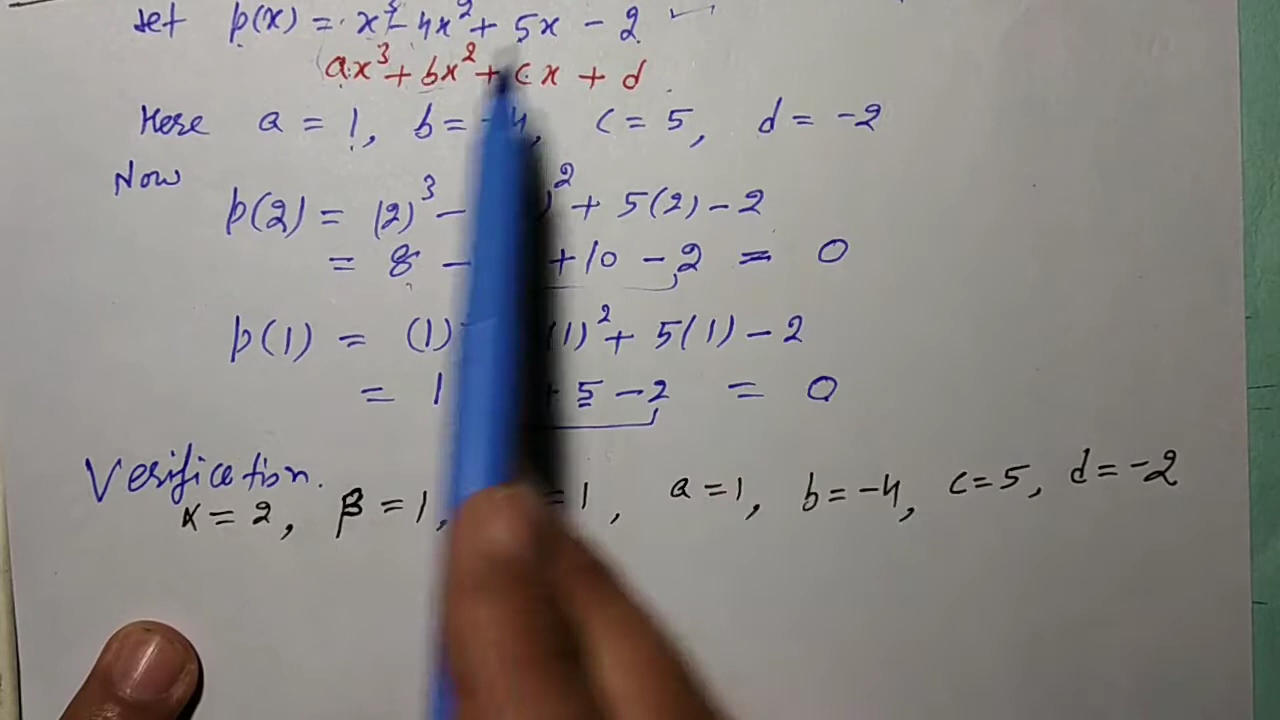 Let p(x) = x³ - 4x² + 5x - 2
ax³ + bx² + cx + d
Here a = 1, b = -4, c = 5, d = -2
Now
p(2) = (2)³ - )² + 5(2) - 2
= 8 - + 10 - 2 = 0
p(1) = (1) (1)² + 5(1) - 2
= 1 + 5 - 2 = 0
Verification.
α = 2, β = 1, = 1, a = 1, b = -4, c = 5, d = -2